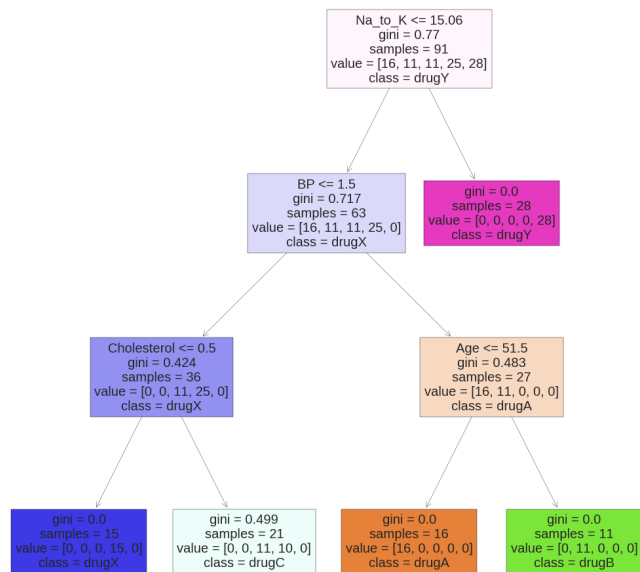 Na_to_K <= 15.06
gini = 0.77
samples = 91
value = [16, 11, 11, 25, 28]
class = drugY
BP <= 1.5
gini = 0.717
samples = 63
value = [16, 11, 11, 25, 0]
class = drugX
gini = 0.0
samples = 28
value = [0, 0, 0, 0, 28]
class = drugY
Cholesterol <= 0.5
gini = 0.424
samples = 36
value = [0, 0, 11, 25, 0]
class = drugX
Age <= 51.5
gini = 0.483
samples = 27
value = [16, 11, 0, 0, 0]
class = drugA
gini = 0.0
samples = 15
value = [0, 0, 0, 15, 0]
class = drugX
gini = 0.499
samples = 21
value = [0, 0, 11, 10, 0]
class = drugC
gini = 0.0
samples = 16
value = [16, 0, 0, 0, 0]
class = drugA
gini = 0.0
samples = 11
value = [0, 11, 0, 0, 0]
class = drugB